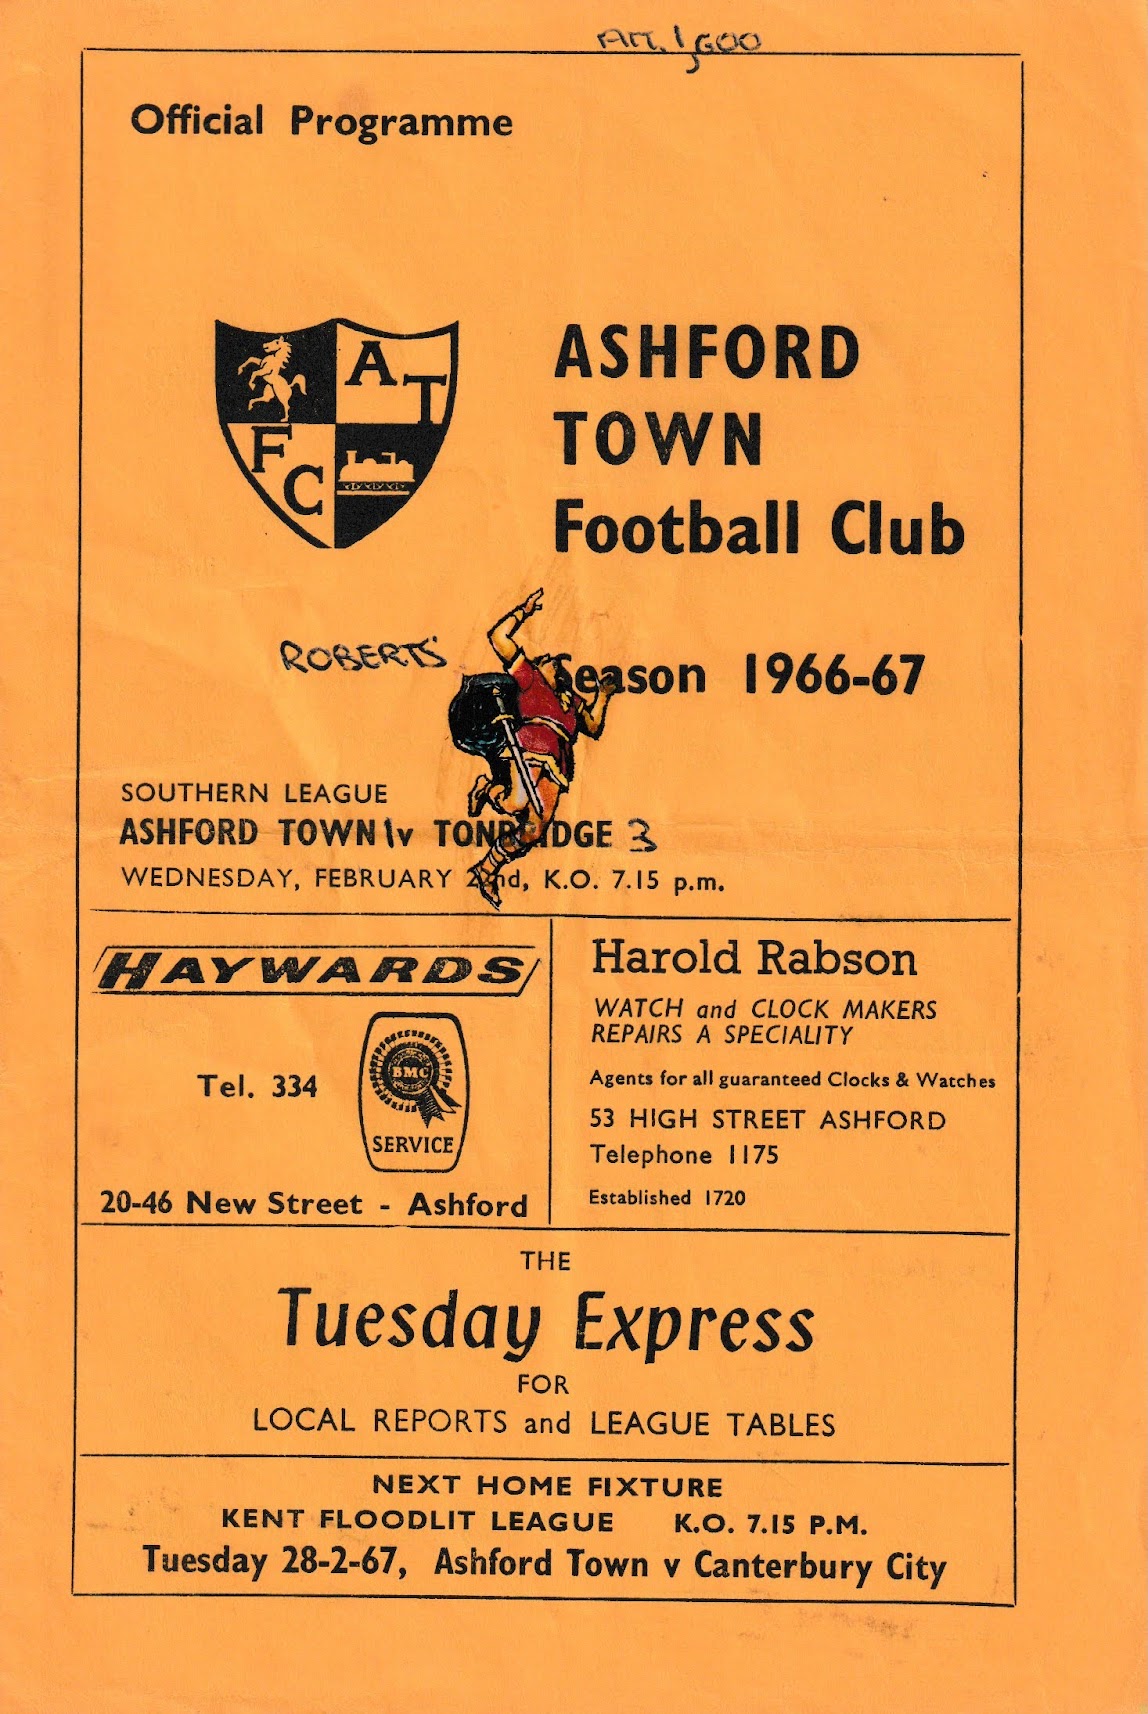 Att. 1,600
Official Programme
A T
F C
ASHFORD
TOWN
Football Club
ROBERTS
Season 1966-67
SOUTHERN LEAGUE
ASHFORD TOWN 1 v TONBRIDGE 3
WEDNESDAY, FEBRUARY 22nd, K.O. 7.15 p.m.
HAYWARDS
Tel. 334
BMC
SERVICE
20-46 New Street - Ashford
Harold Rabson
WATCH and CLOCK MAKERS
REPAIRS A SPECIALITY
Agents for all guaranteed Clocks & Watches
53 HIGH STREET ASHFORD
Telephone 1175
Established 1720
THE
Tuesday Express
FOR
LOCAL REPORTS and LEAGUE TABLES
NEXT HOME FIXTURE
KENT FLOODLIT LEAGUE K.O. 7.15 P.M.
Tuesday 28-2-67, Ashford Town v Canterbury City